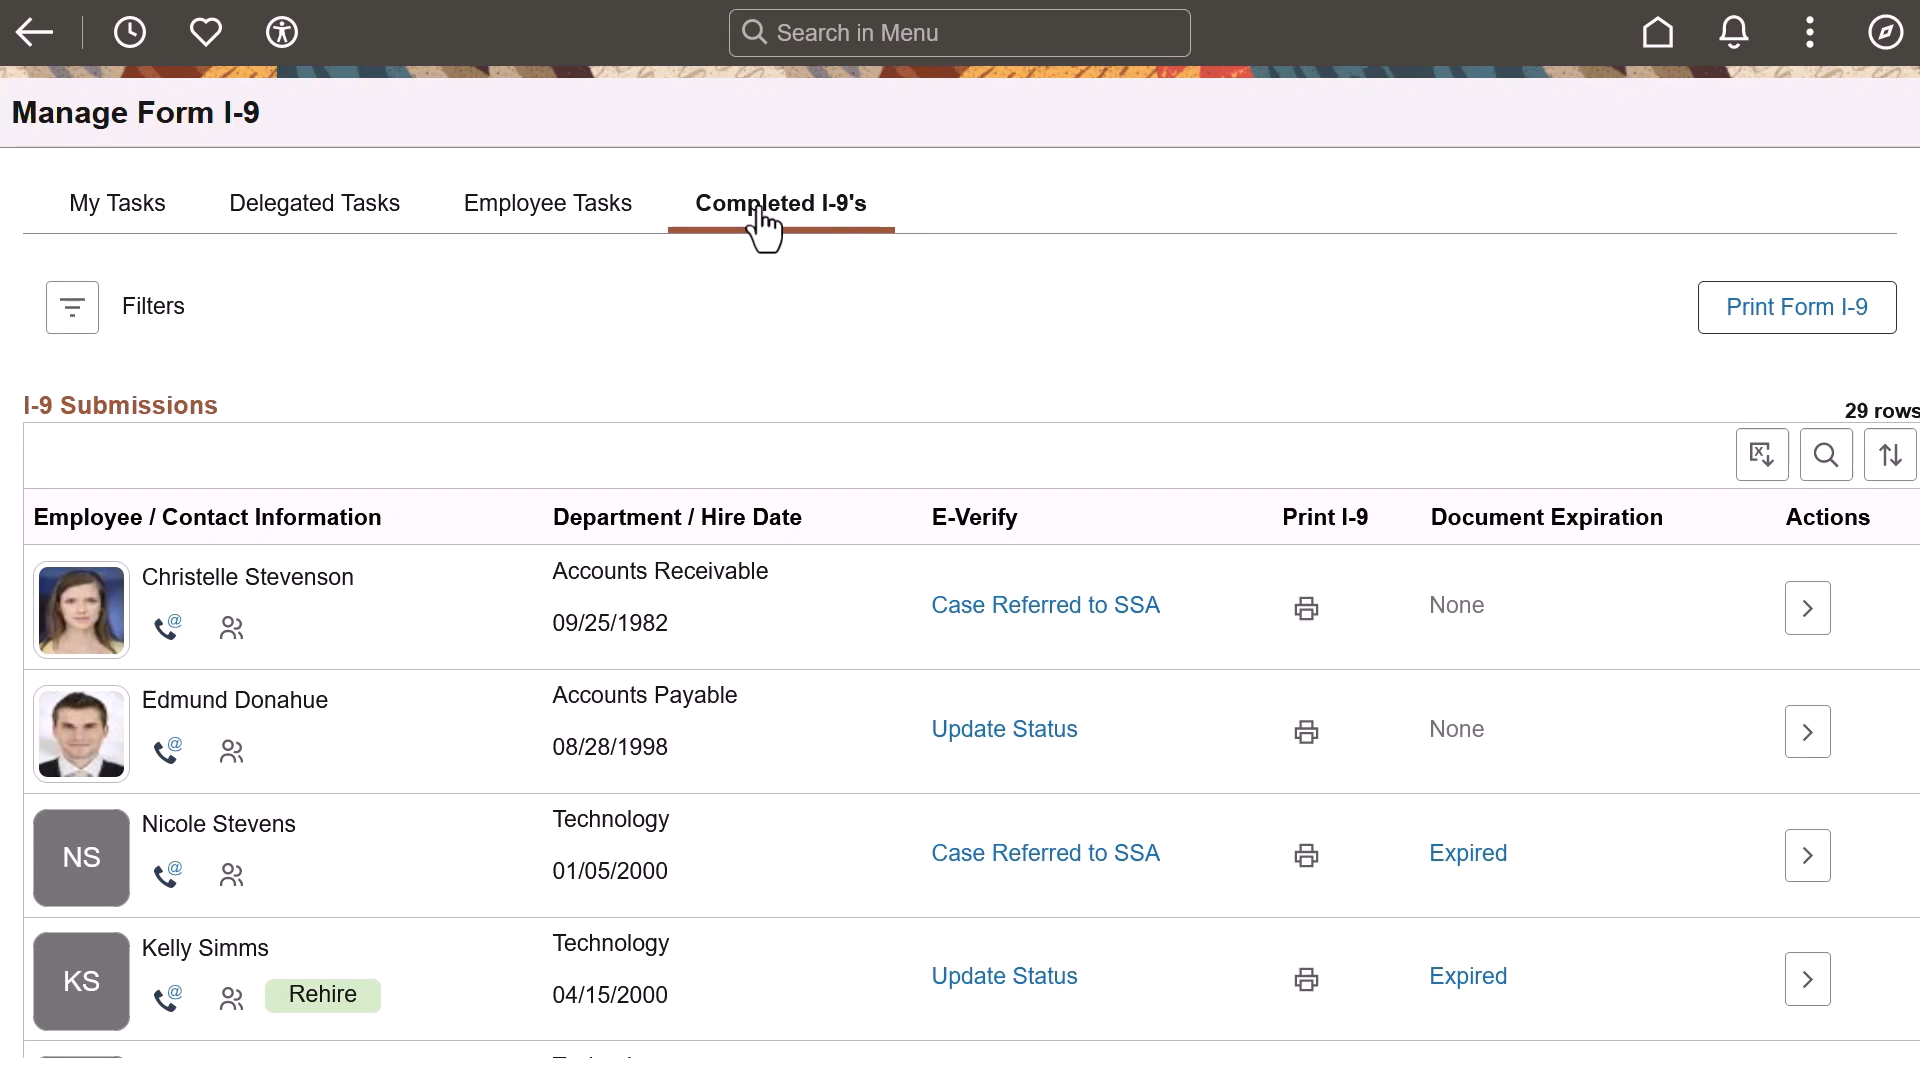 Search in Menu
Manage Form I-9
My Tasks
Delegated Tasks
Employee Tasks
Completed I-9's
Filters
Print Form I-9
I-9 Submissions
29 rows
Employee / Contact Information
Department / Hire Date
E-Verify
Print I-9
Document Expiration
Actions
Christelle Stevenson
Accounts Receivable
09/25/1982
Case Referred to SSA
None
Edmund Donahue
Accounts Payable
08/28/1998
Update Status
None
NS
Nicole Stevens
Technology
01/05/2000
Case Referred to SSA
Expired
KS
Kelly Simms
Rehire
Technology
04/15/2000
Update Status
Expired